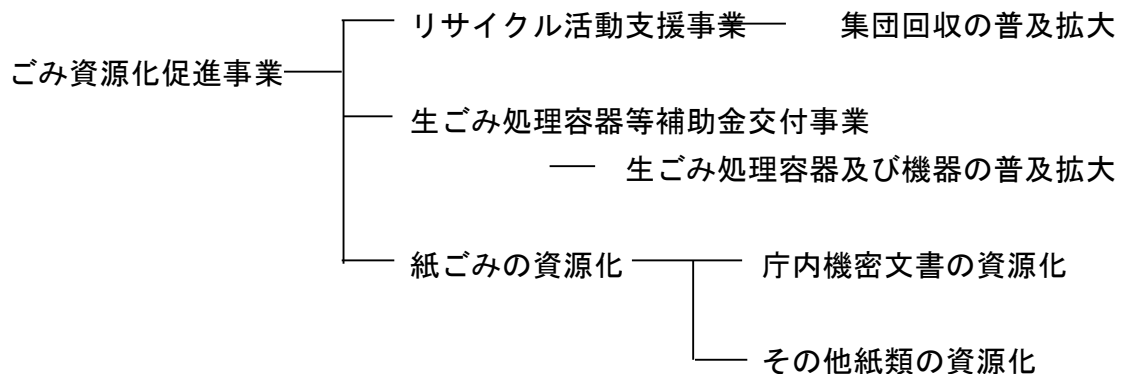 リサイクル活動支援事業 集団回収の普及拡大
ごみ資源化促進事業
生ごみ処理容器等補助金交付事業
生ごみ処理容器及び機器の普及拡大
紙ごみの資源化 庁内機密文書の資源化
その他紙類の資源化